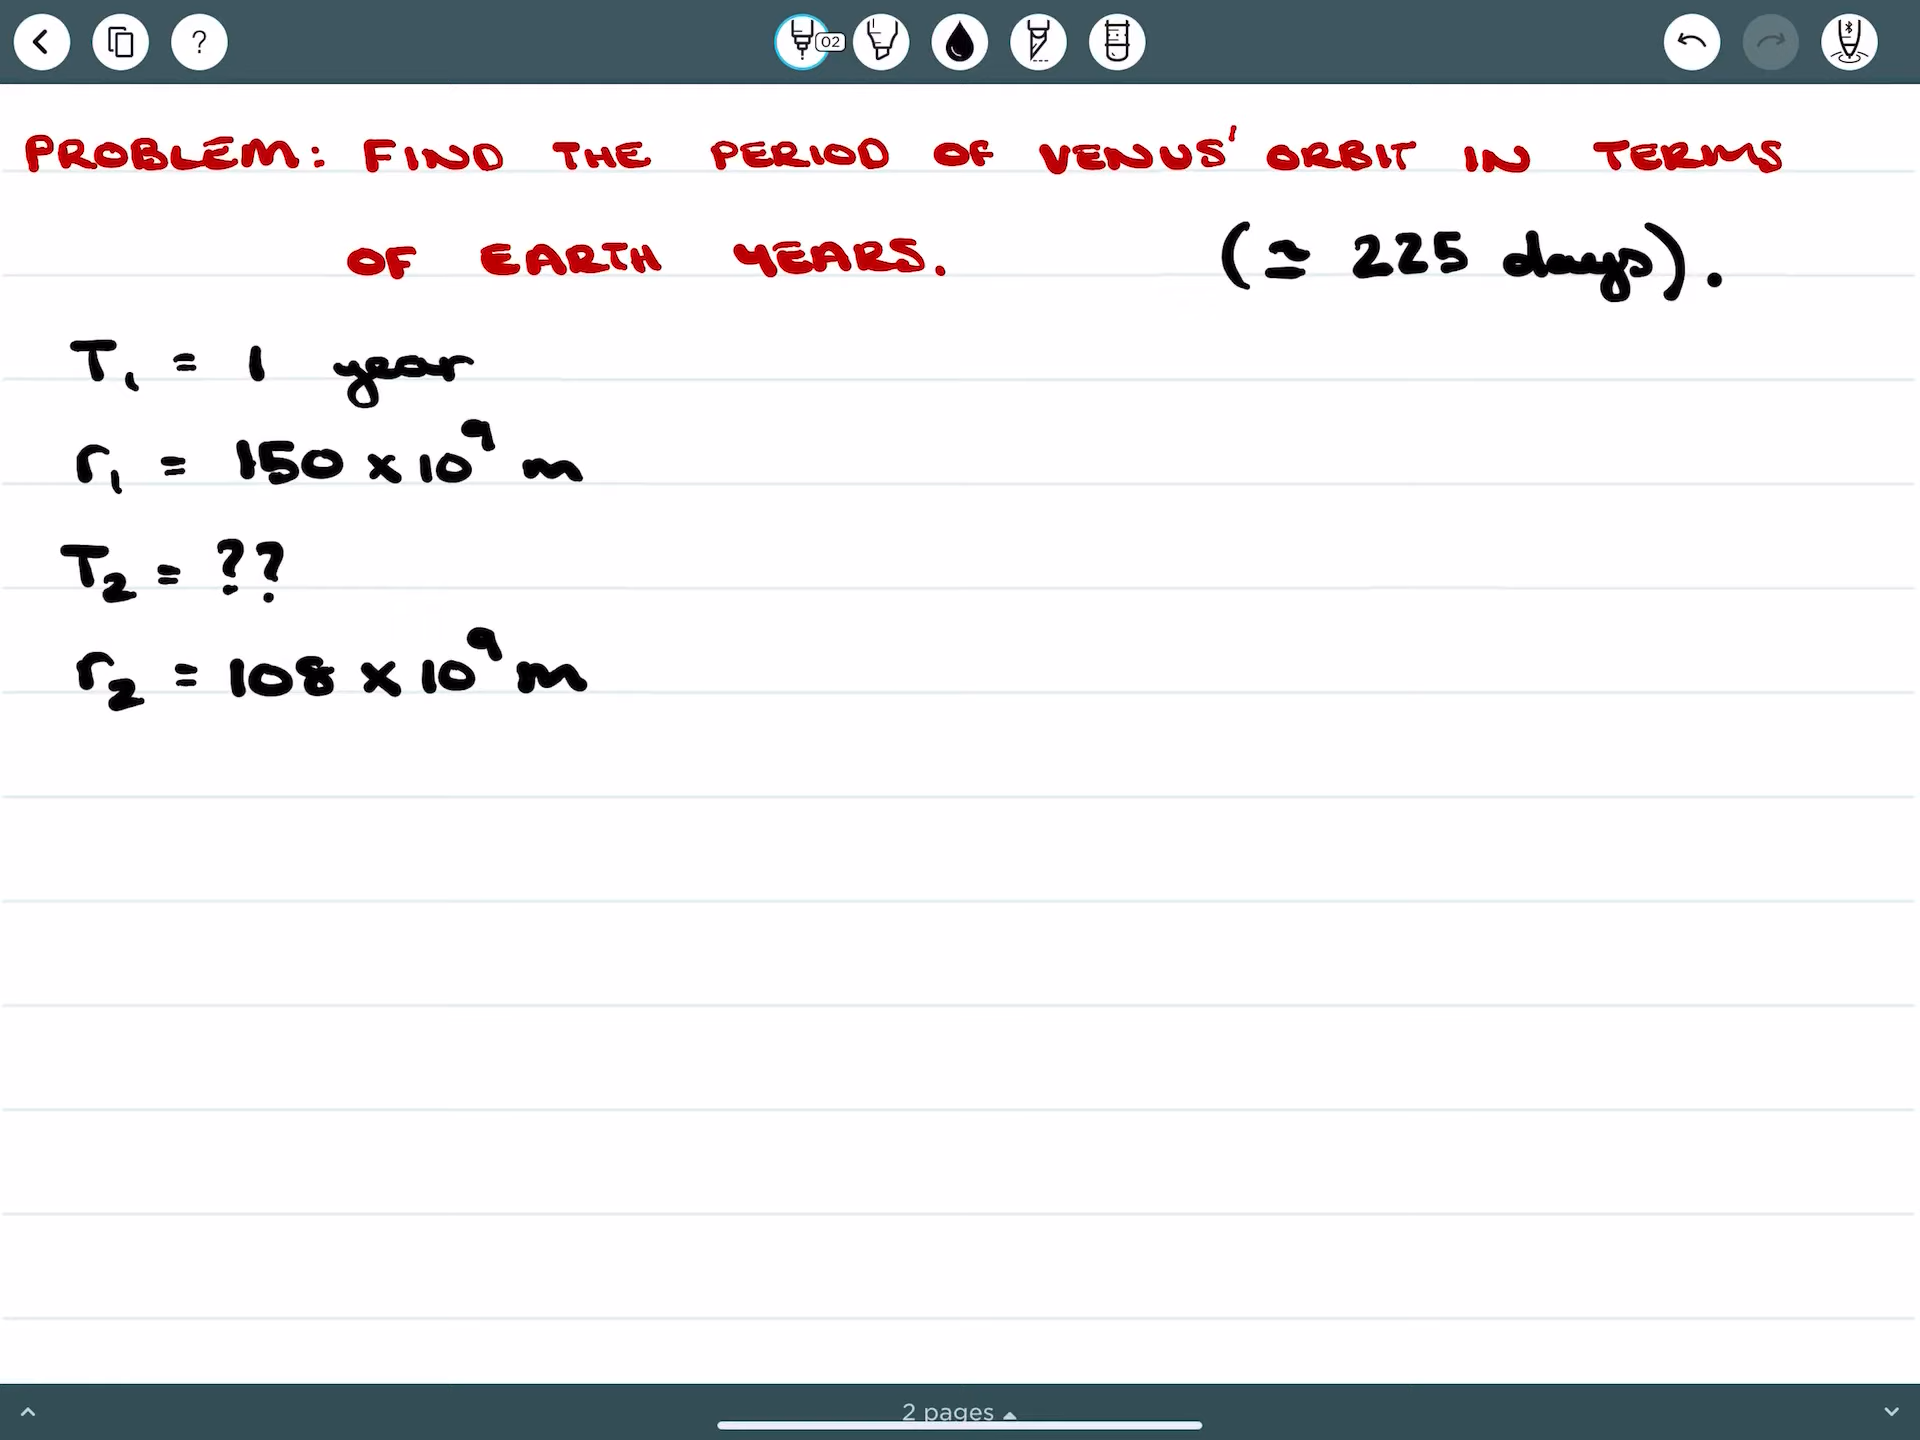 ?
02
PROBLEM: FIND THE PERIOD OF VENUS' ORBIT IN TERMS
OF EARTH YEARS. (≃ 225 days).
T₁ = 1 year
r₁ = 150 × 10⁹ m
T₂ = ??
r₂ = 108 × 10⁹ m
2 pages